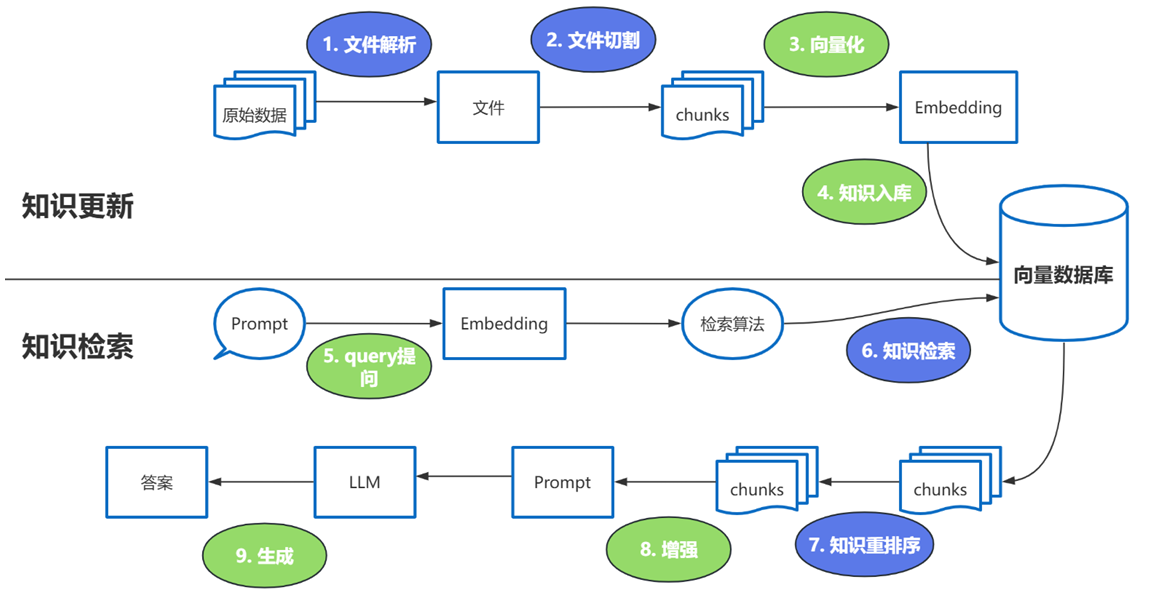 1. 文件解析
2. 文件切割
3. 向量化
原始数据
文件
chunks
Embedding
4. 知识入库
知识更新
向量数据库
知识检索
Prompt
Embedding
检索算法
5. query提
问
6. 知识检索
答案
LLM
Prompt
chunks
chunks
9. 生成
8. 增强
7. 知识重排序